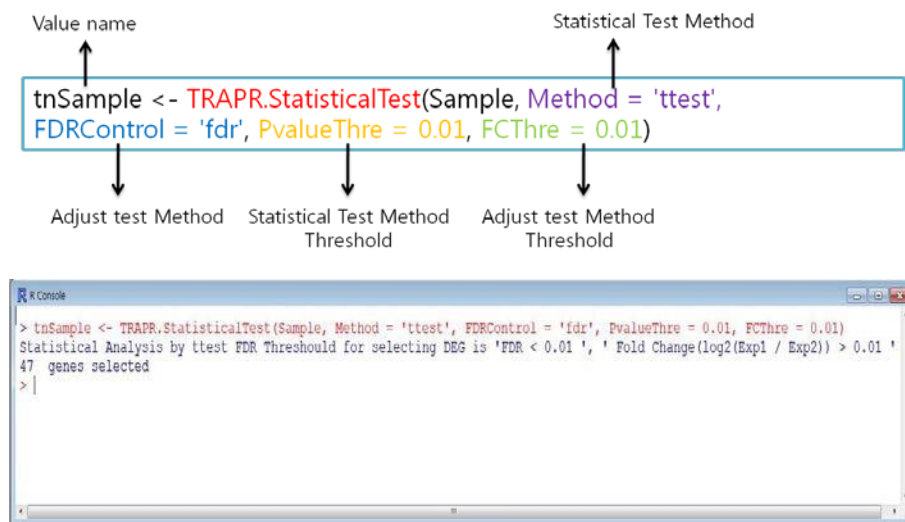 Value name
Statistical Test Method
tnSample <- TRAPR.StatisticalTest(Sample, Method = 'ttest',
FDRControl = 'fdr', PvalueThre = 0.01, FCThre = 0.01)
Adjust test Method
Statistical Test Method
Threshold
Adjust test Method
Threshold
R Console
> tnSample <- TRAPR.StatisticalTest(Sample, Method = 'ttest', FDRControl = 'fdr', PvalueThre = 0.01, FCThre = 0.01)
Statistical Analysis by ttest FDR Threshould for selecting DEG is 'FDR < 0.01 ', ' Fold Change(log2(Exp1 / Exp2)) > 0.01 '
47  genes selected
> |